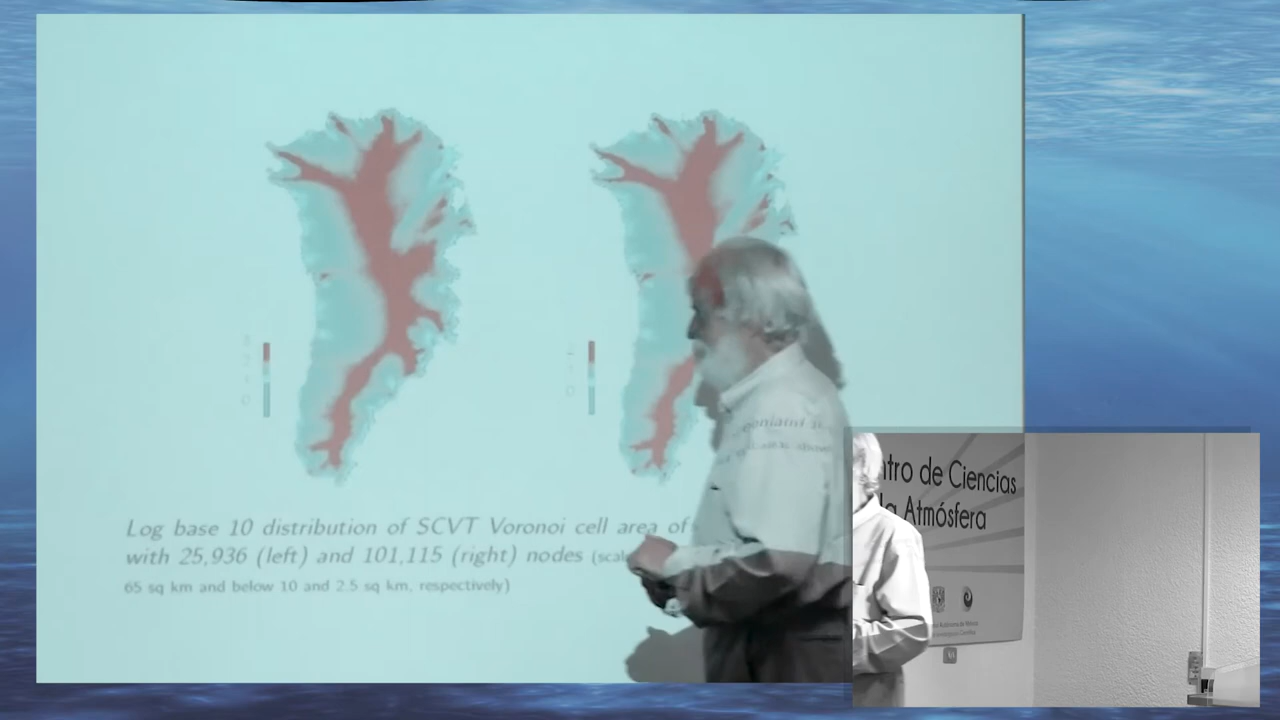 Log base 10 distribution of SCVT Voronoi cell area of
with 25,936 (left) and 101,115 (right) nodes (scal
65 sq km and below 10 and 2.5 sq km, respectively)
ntro de Ciencias
la Atmósfera